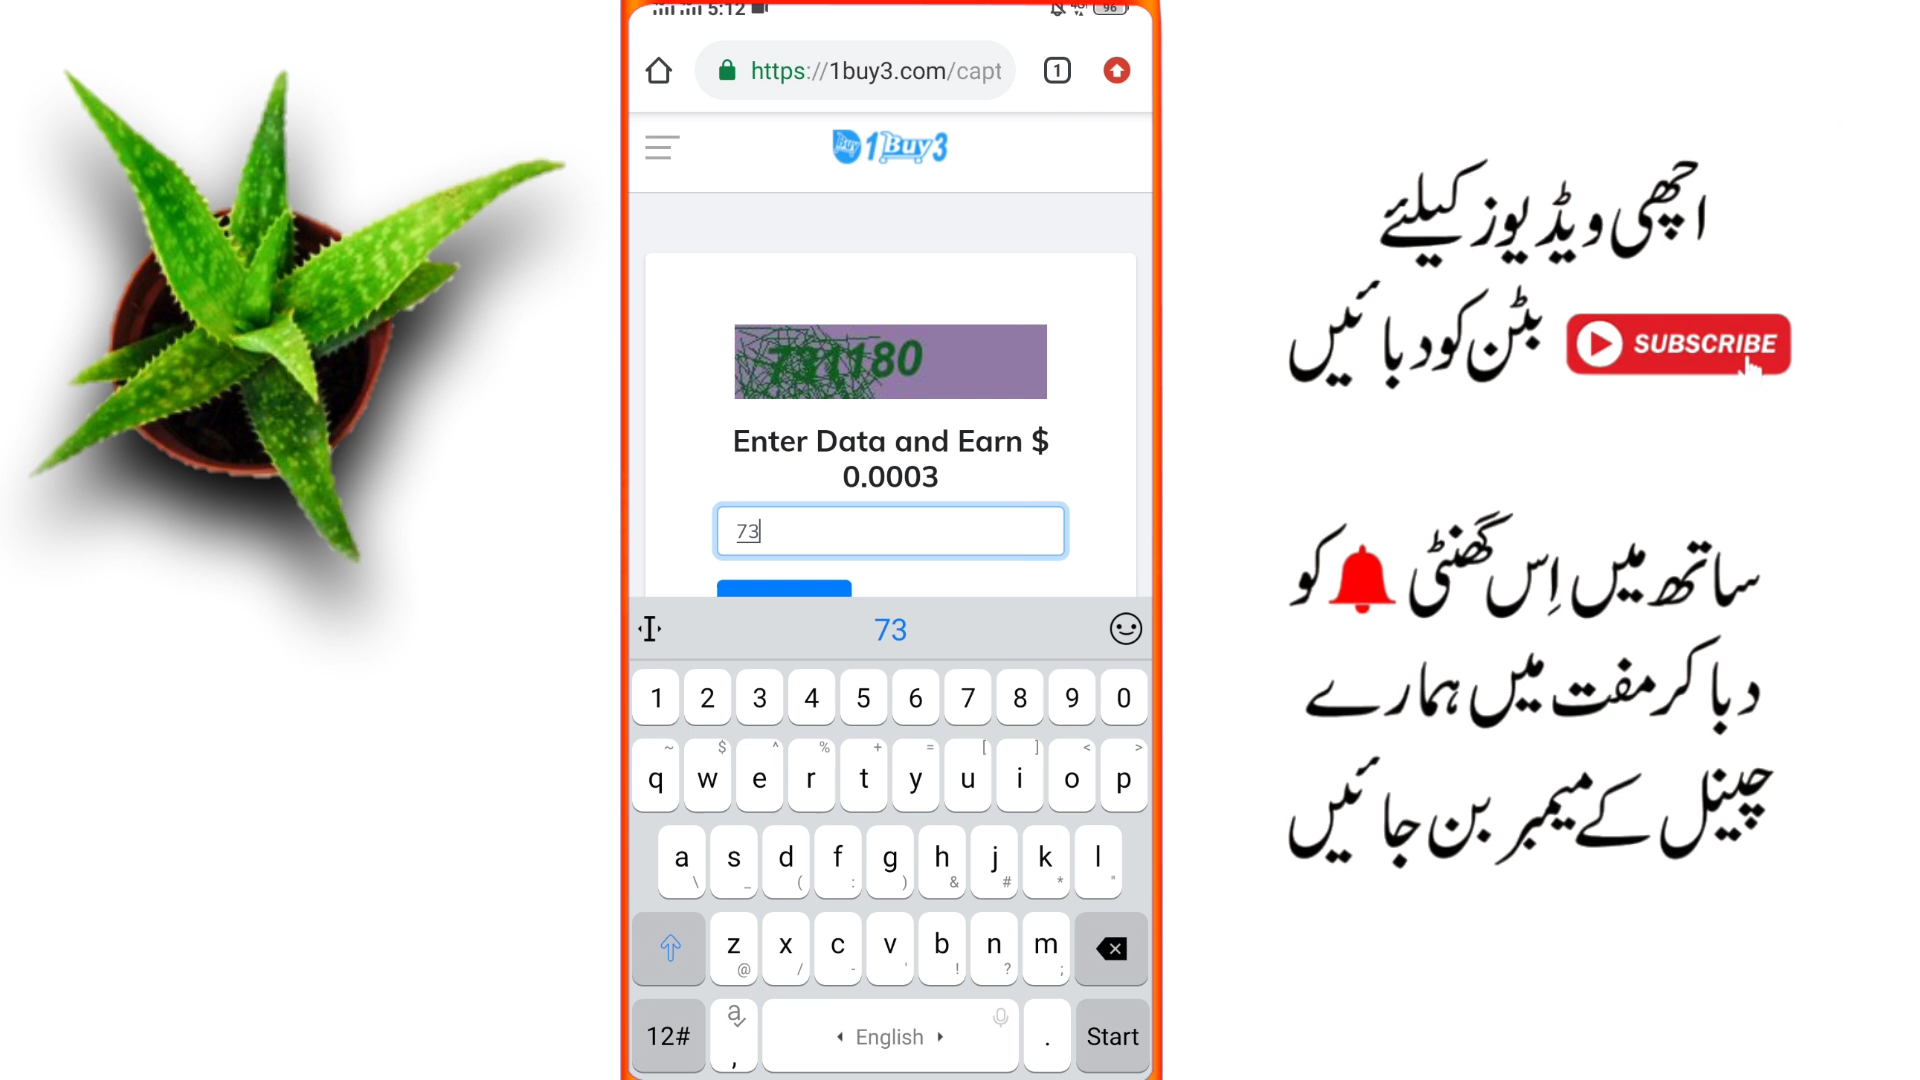 5:12
96
https://1buy3.com/capt
1
Buy 1Buy3
731180
Enter Data and Earn $
0.0003
73
73
1 2 3 4 5 6 7 8 9 0
~ $ ^ % + = [ ] < >
q w e r t y u i o p
a s d f g h j k l
\ _ ( : ) & # * "
z x c v b n m
@ / - ' ! ? ;
12# a , English . Start
اچھی ویڈیوز کیلئے
بٹن کو دبائیں SUBSCRIBE
ساتھ میں اِس گھنٹی کو
دبا کر مفت میں ہمارے
چینل کے میمبر بن جائیں